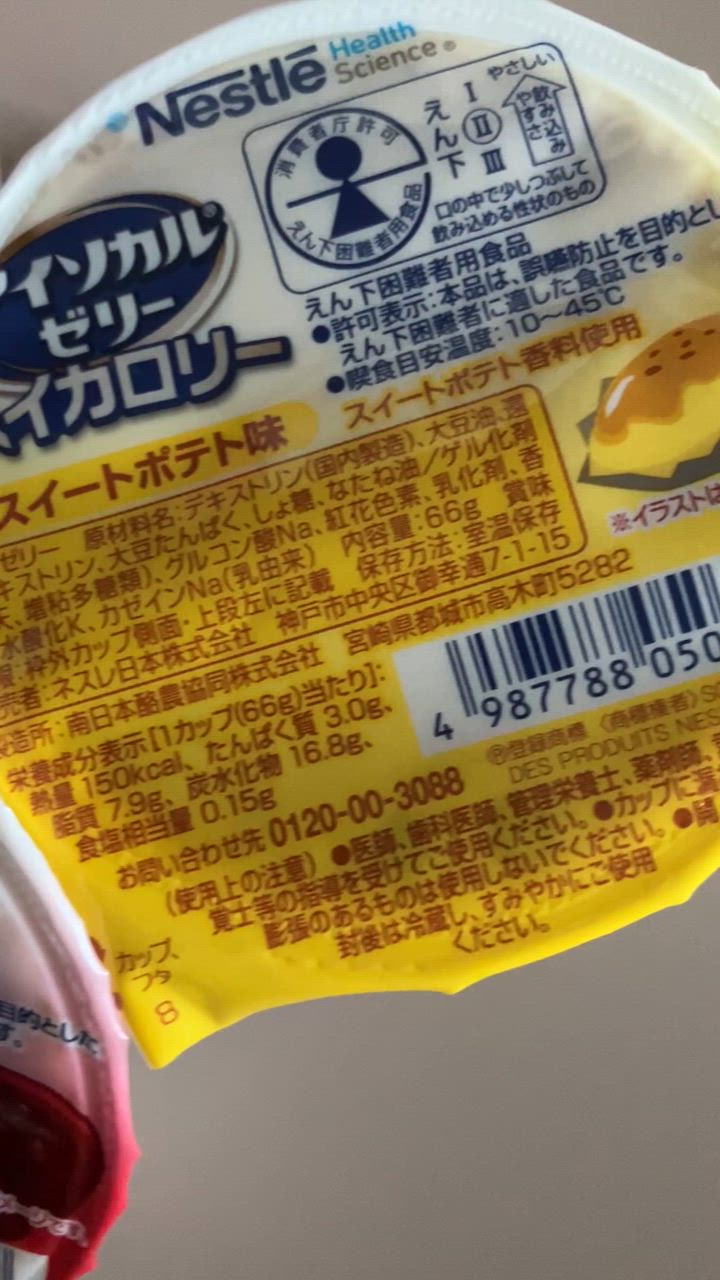 Nestlé Health Science®
消費者庁許可
えん下困難者用食品
えん下
I
II
III
やさしい
飲み込みやすさ
口の中で少しつぶして
飲み込める性状のもの
アイソカル®
ゼリー
ハイカロリー
えん下困難者用食品
●許可表示:本品は、誤嚥防止を目的とし
えん下困難者に適した食品です。
●喫食目安温度:10～45℃
スイートポテト味
スイートポテト香料使用
※イラストは
ゼリー 原材料名:デキストリン(国内製造)、大豆油、還
キストリン、大豆たんぱく、しょ糖、なたね油/ゲル化剤
増粘多糖類)、グルコン酸Na、紅花色素、乳化剤、香
水酸化K、カゼインNa(乳由来) 内容量:66g 賞味
枠外カップ側面・上段左に記載 保存方法:室温保存
売者:ネスレ日本株式会社 神戸市中央区御幸通7-1-15
製造所:南日本酪農協同株式会社 宮崎県都城市高木町5282
栄養成分表示[1カップ(66g)当たり]:
熱量 150kcal、たんぱく質 3.0g、
脂質 7.9g、炭水化物 16.8g、
食塩相当量 0.15g
4 987788 050
お問い合わせ先 0120-00-3088
®登録商標 〈商標権者〉SO
DES PRODUITS NES
(使用上の注意) ●医師、歯科医師、管理栄養士、薬剤師、
覚士等の指導を受けてご使用ください。●カップに漏
膨張のあるものは使用しないでください。●開
封後は冷蔵し、すみやかにご使用
ください。
カップ、
フタ
8
目的とした
す。